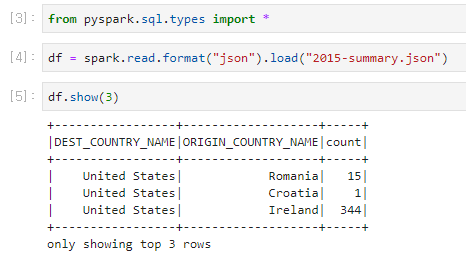 [3]: from pyspark.sql.types import *
[4]: df = spark.read.format("json").load("2015-summary.json")
[5]: df.show(3)
+-----------------+-------------------+-----+
|DEST_COUNTRY_NAME|ORIGIN_COUNTRY_NAME|count|
+-----------------+-------------------+-----+
|    United States|            Romania|   15|
|    United States|            Croatia|    1|
|    United States|            Ireland|  344|
+-----------------+-------------------+-----+
only showing top 3 rows